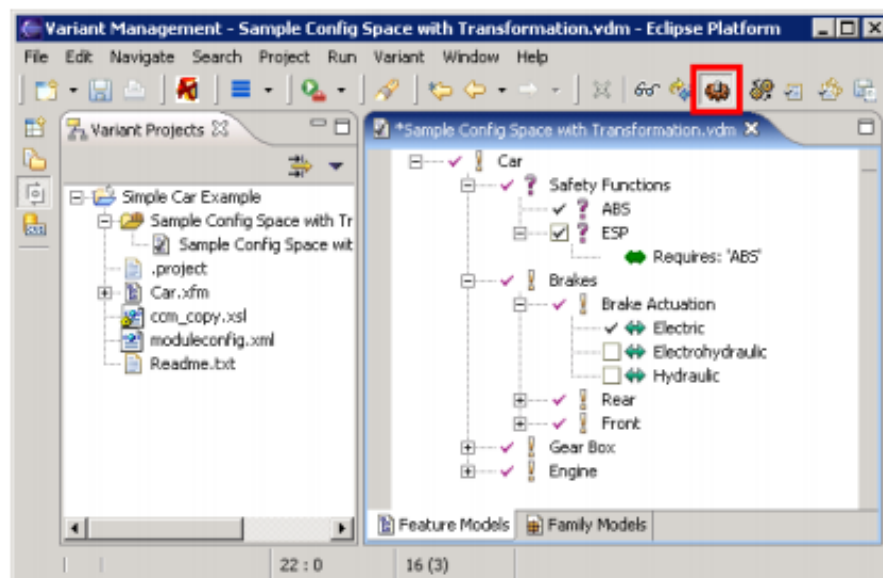 Variant Management - Sample Config Space with Transformation.vdm - Eclipse Platform
File Edit Navigate Search Project Run Variant Window Help
Variant Projects
*Sample Config Space with Transformation.vdm
Simple Car Example
Sample Config Space with Tr
Sample Config Space wit
.project
Car.xfm
ccm_copy.xsl
moduleconfig.xml
Readme.txt
Car
Safety Functions
ABS
ESP
Requires: 'ABS'
Brakes
Brake Actuation
Electric
Electrohydraulic
Hydraulic
Rear
Front
Gear Box
Engine
Feature Models Family Models
22 : 0 16 (3)